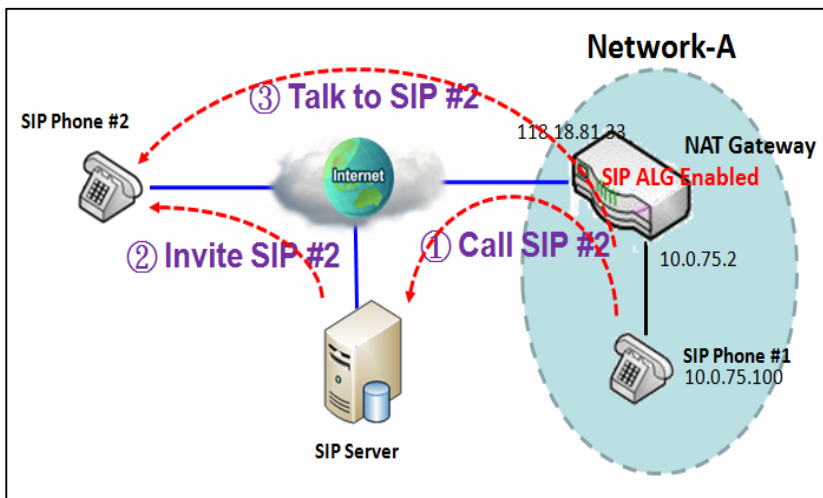 Network-A
③ Talk to SIP #2
SIP Phone #2
118.18.81.33
NAT Gateway
Internet
SIP ALG Enabled
② Invite SIP #2
① Call SIP #2
10.0.75.2
SIP Phone #1
10.0.75.100
SIP Server